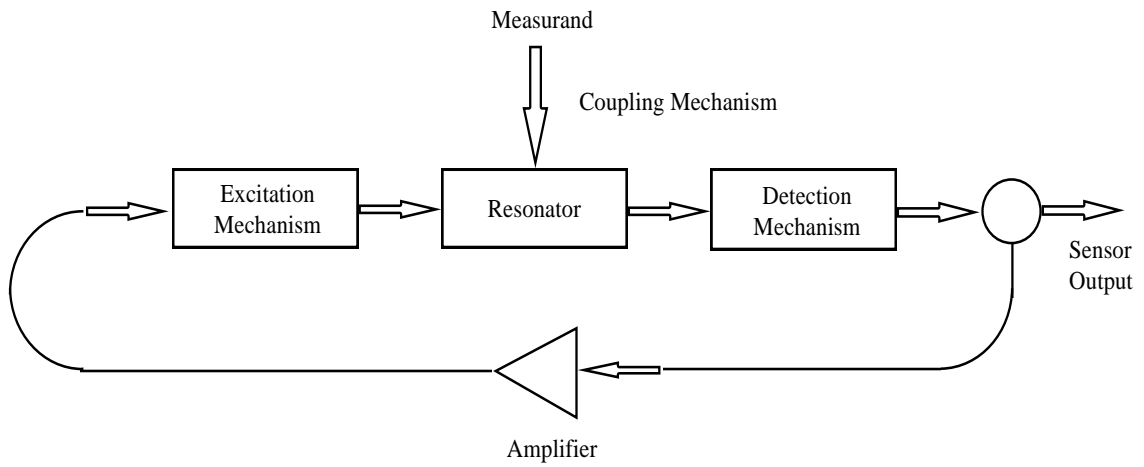 Measurand
Coupling Mechanism
Excitation
Mechanism
Resonator
Detection
Mechanism
Sensor
Output
Amplifier